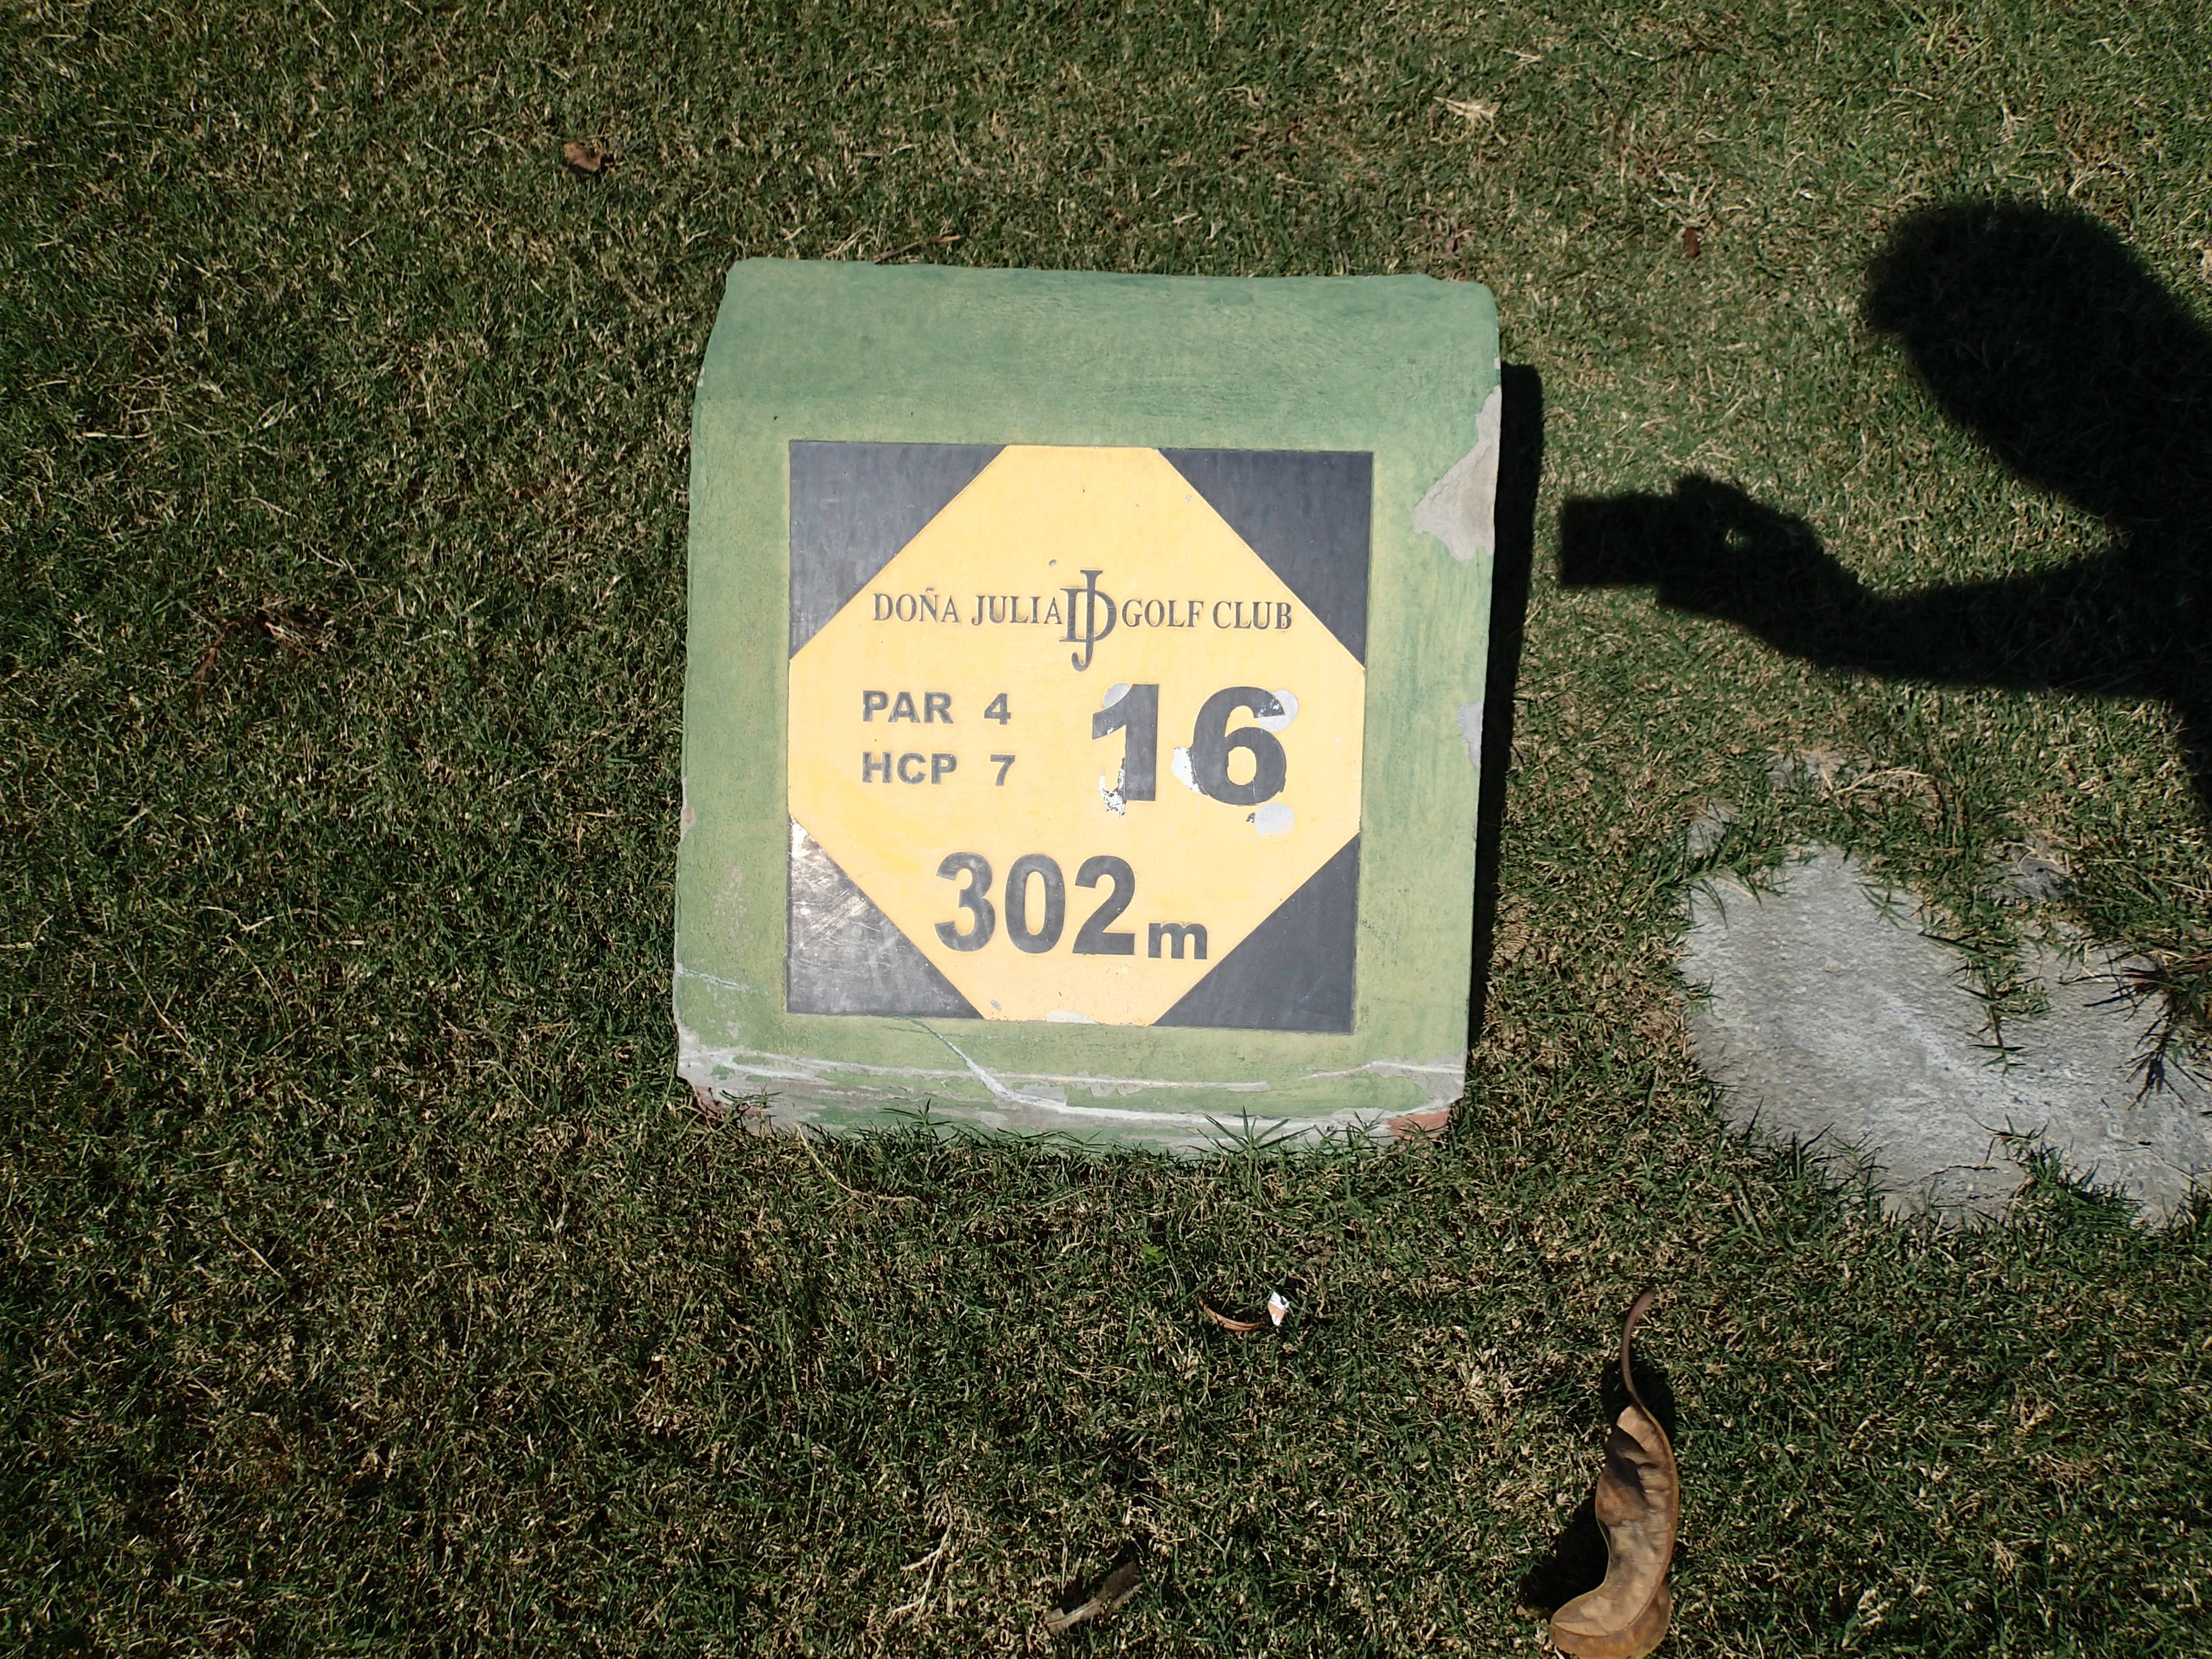 DOÑA JULIA DJ GOLF CLUB
PAR 4
HCP 7
16
302m